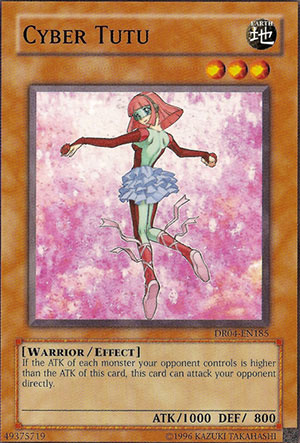 CYBER TUTU
EARTH
地
DR04-EN185
[WARRIOR / EFFECT]
If the ATK of each monster your opponent controls is higher
than the ATK of this card, this card can attack your opponent
directly.
ATK/1000 DEF/ 800
49375719
©1996 KAZUKI TAKAHASHI